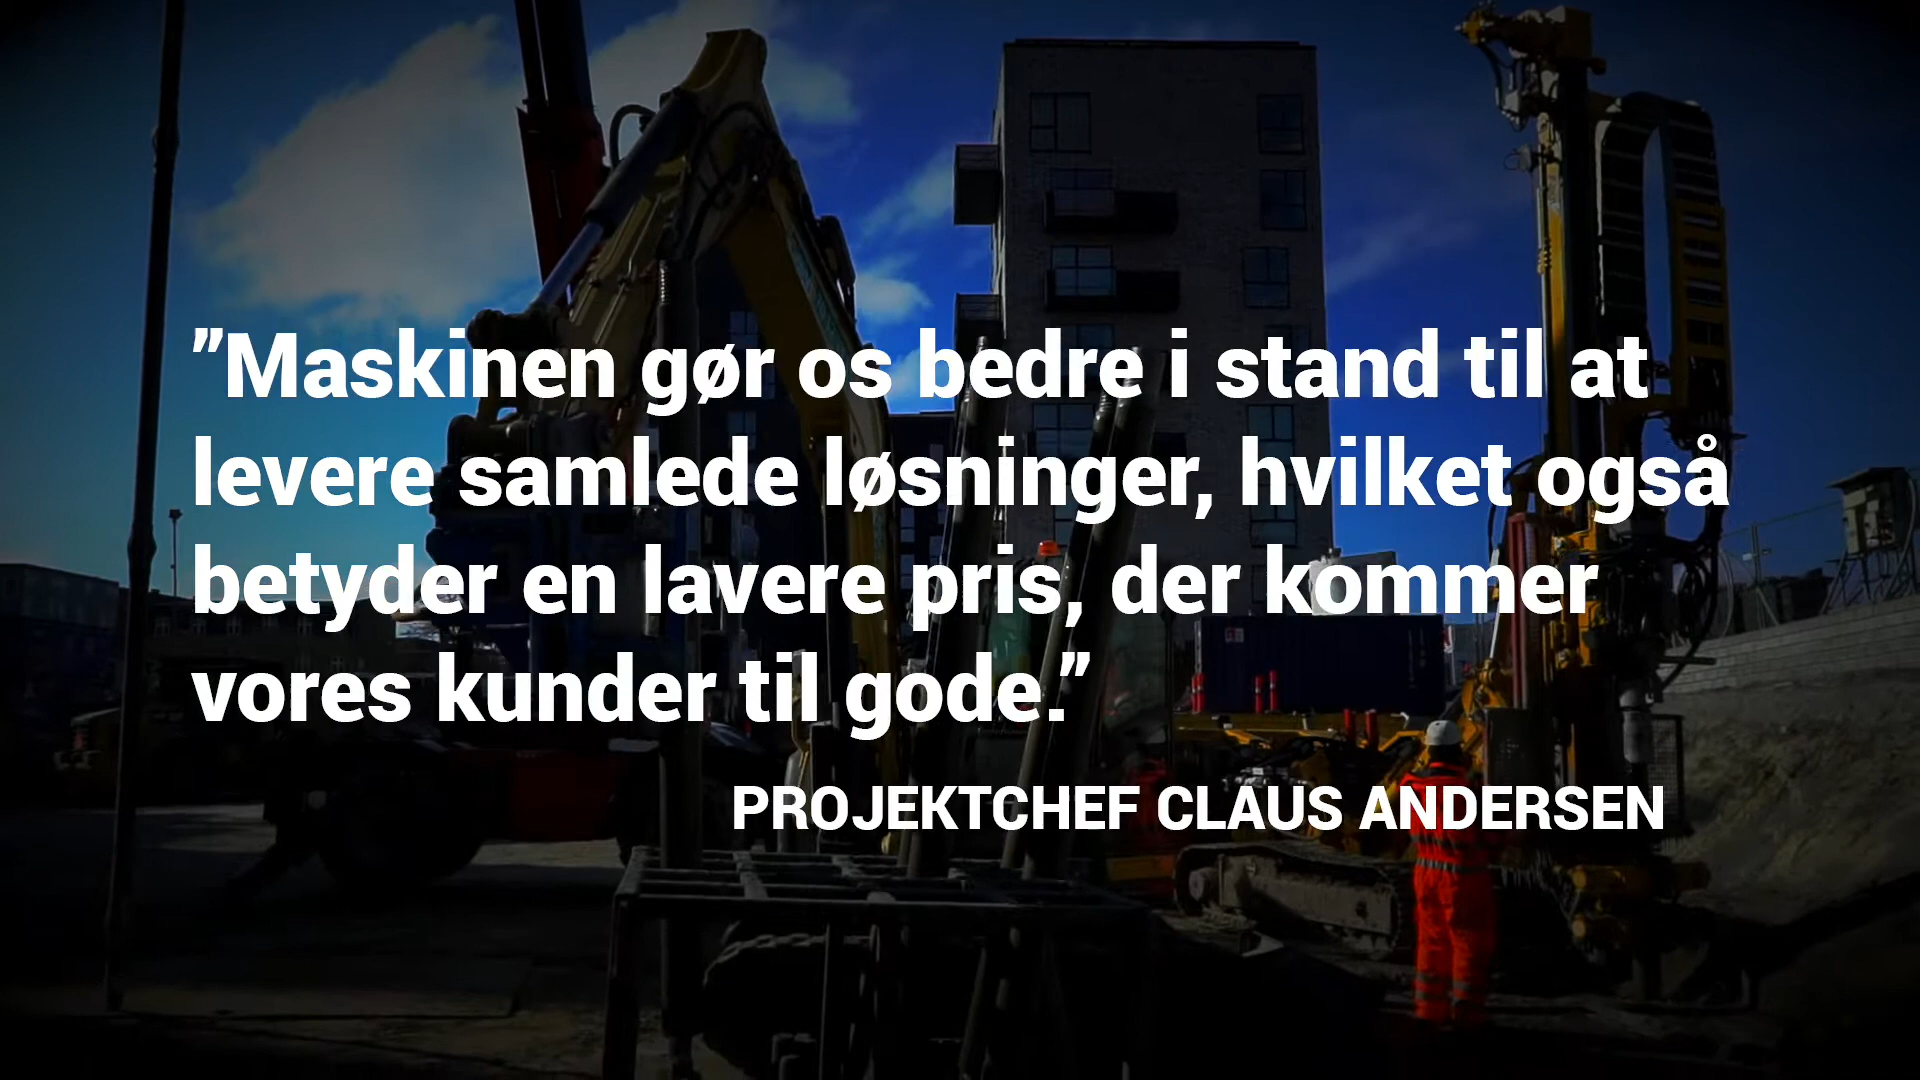 ”Maskinen gør os bedre i stand til at
levere samlede løsninger, hvilket også
betyder en lavere pris, der kommer
vores kunder til gode.”
PROJEKTCHEF CLAUS ANDERSEN